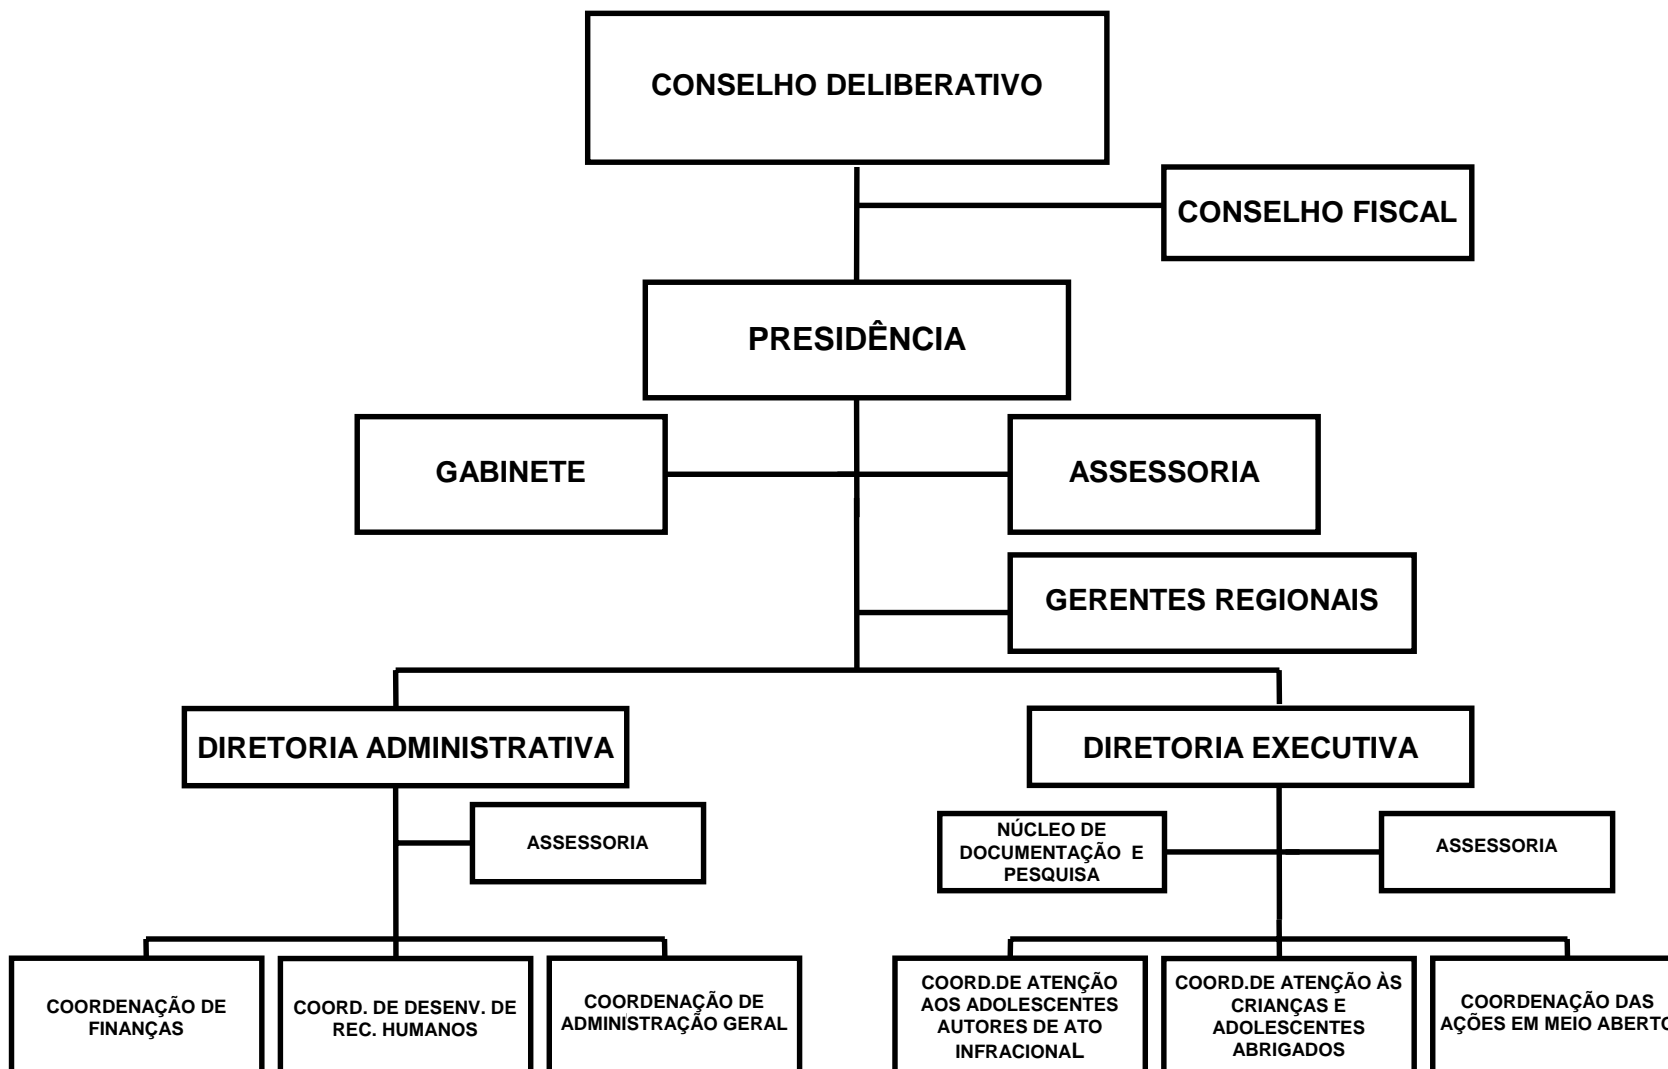 CONSELHO DELIBERATIVO
CONSELHO FISCAL
PRESIDÊNCIA
GABINETE
ASSESSORIA
GERENTES REGIONAIS
DIRETORIA ADMINISTRATIVA
DIRETORIA EXECUTIVA
ASSESSORIA
NÚCLEO DE
DOCUMENTAÇÃO E
PESQUISA
ASSESSORIA
COORDENAÇÃO DE
FINANÇAS
COORD. DE DESENV. DE
REC. HUMANOS
COORDENAÇÃO DE
ADMINISTRAÇÃO GERAL
COORD.DE ATENÇÃO
AOS ADOLESCENTES
AUTORES DE ATO
INFRACIONAL
COORD.DE ATENÇÃO ÀS
CRIANÇAS E
ADOLESCENTES
ABRIGADOS
COORDENAÇÃO DAS
AÇÕES EM MEIO ABERTO